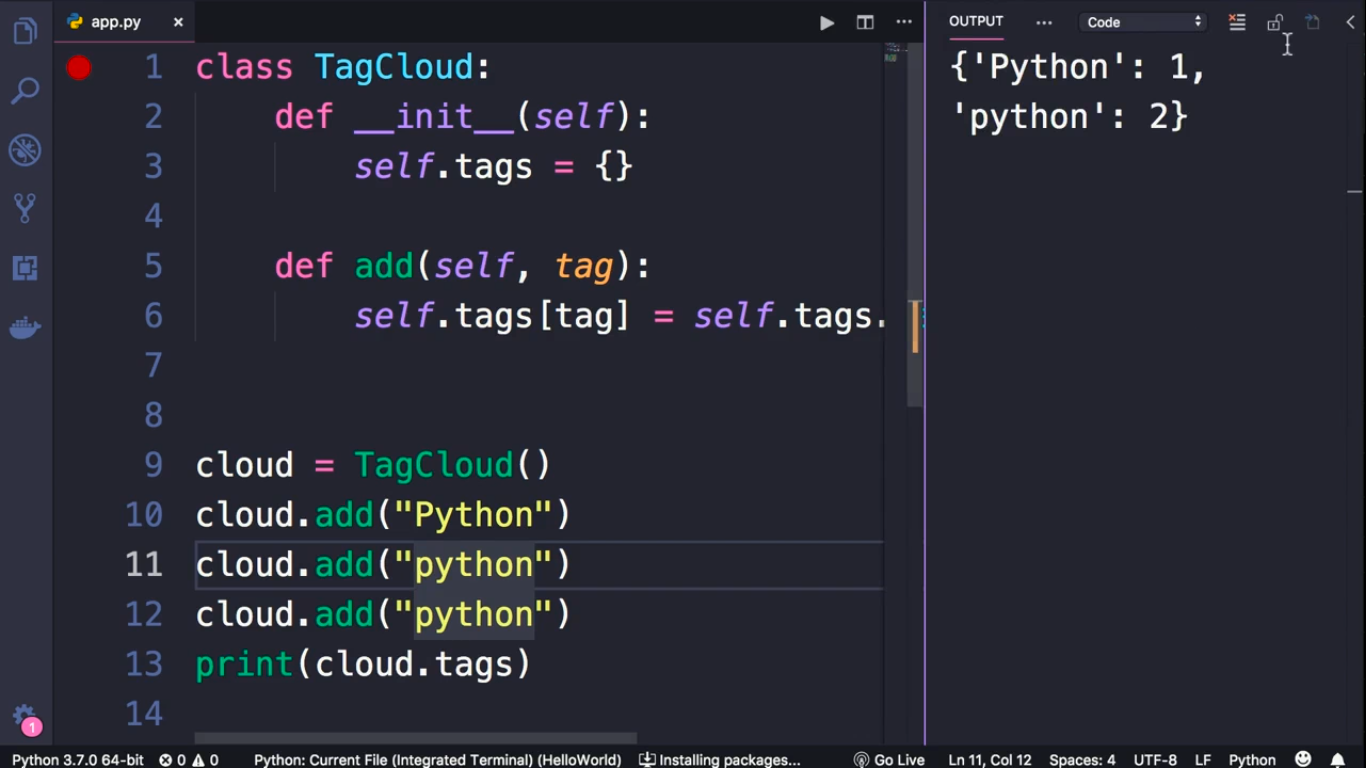 app.py
OUTPUT
Code
1 class TagCloud:
2 def __init__(self):
3 self.tags = {}
4
5 def add(self, tag):
6 self.tags[tag] = self.tags.
7
8
9 cloud = TagCloud()
10 cloud.add("Python")
11 cloud.add("python")
12 cloud.add("python")
13 print(cloud.tags)
14
{'Python': 1,
'python': 2}
1
Python 3.7.0 64-bit 0 0 Python: Current File (Integrated Terminal) (HelloWorld) Installing packages... Go Live Ln 11, Col 12 Spaces: 4 UTF-8 LF Python